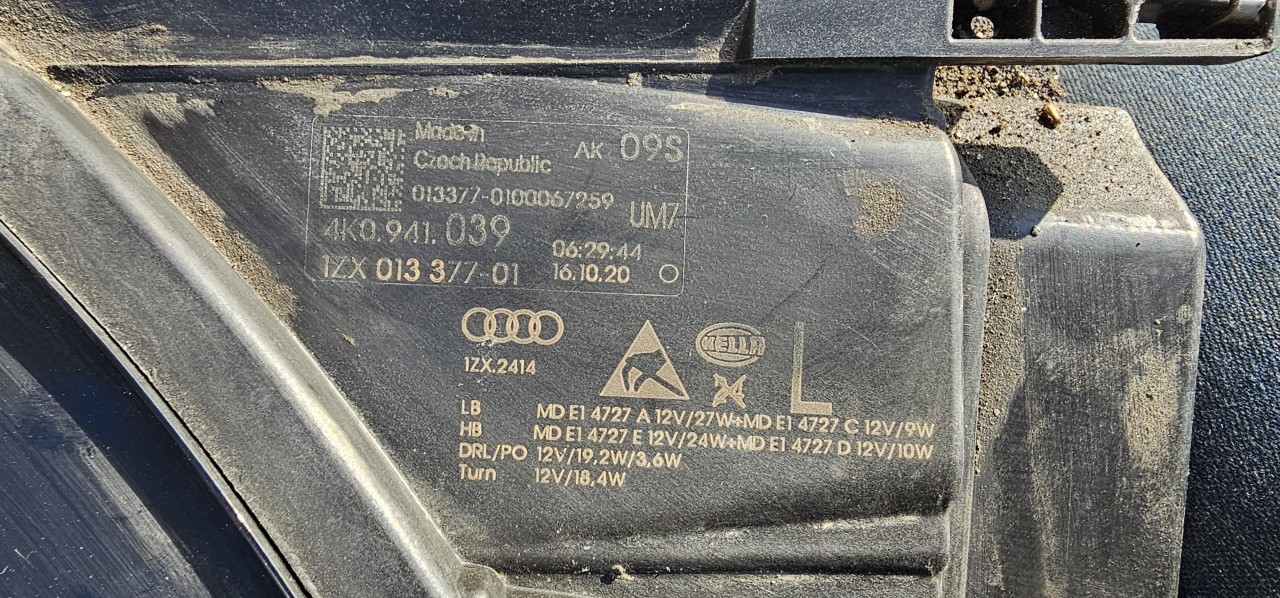 Made in
Czech Republic
AK 09S
013377-0100067259
UM7
4K0.941.039
06:29:44
1ZX 013 377-01
16.10.20
1ZX.2414
HELLA
L
LB MD E1 4727 A 12V/27W+MD E1 4727 C 12V/9W
HB MD E1 4727 E 12V/24W+MD E1 4727 D 12V/10W
DRL/PO 12V/19,2W/3,6W
Turn 12V/18,4W